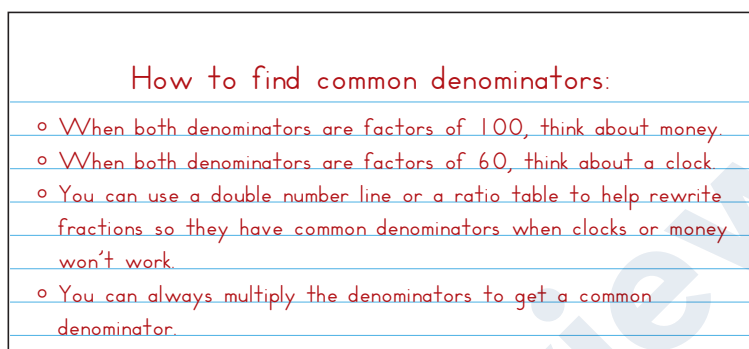 How to find common denominators:
° When both denominators are factors of 100, think about money.
° When both denominators are factors of 60, think about a clock.
° You can use a double number line or a ratio table to help rewrite
fractions so they have common denominators when clocks or money
won't work.
° You can always multiply the denominators to get a common
denominator.